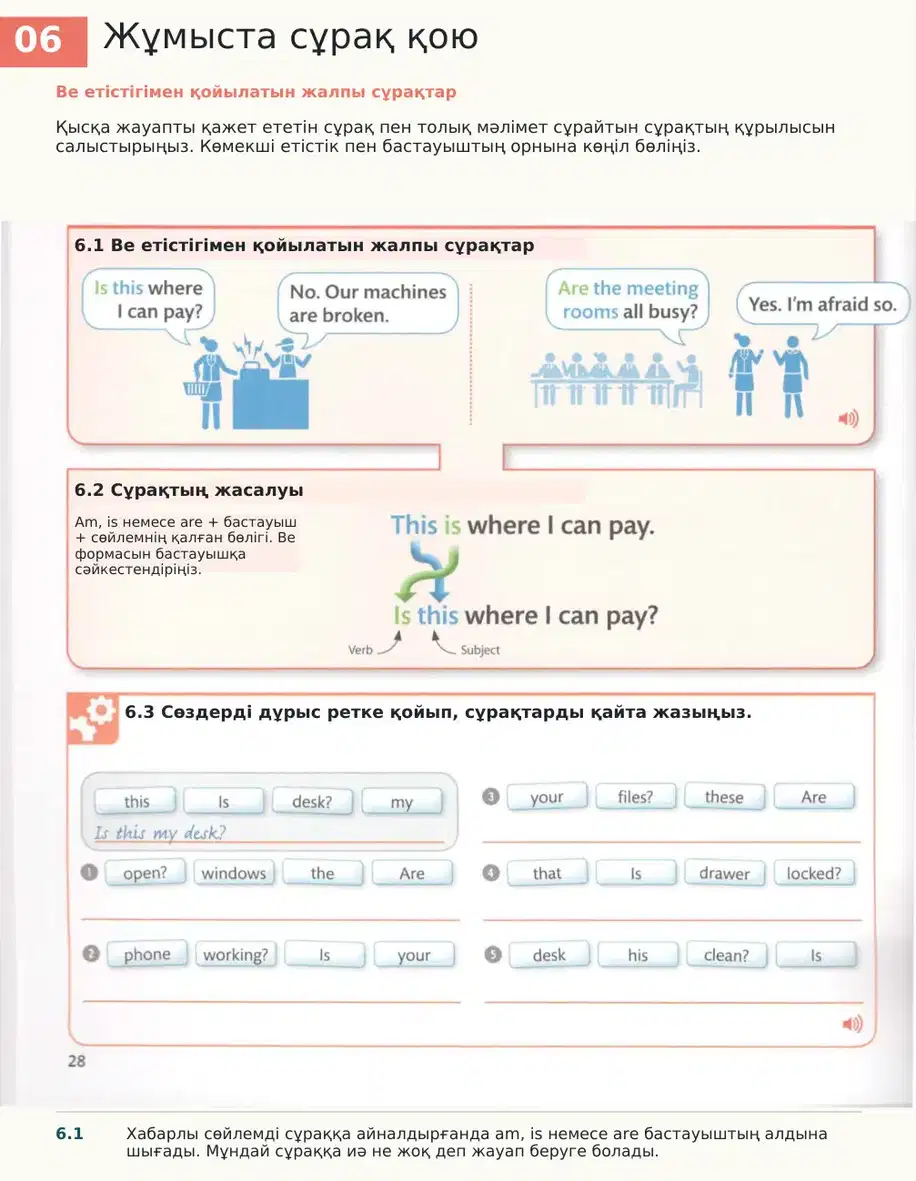 06 Жұмыста сұрақ қою
Be етістігімен қойылатын жалпы сұрақтар
Қысқа жауапты қажет ететін сұрақ пен толық мәлімет сұрайтын сұрақтың құрылысын
салыстырыңыз. Көмекші етістік пен бастауыштың орнына көңіл бөліңіз.
6.1 Be етістігімен қойылатын жалпы сұрақтар
Is this where
I can pay?
No. Our machines
are broken.
Are the meeting
rooms all busy?
Yes. I'm afraid so.
6.2 Сұрақтың жасалуы
Am, is немесе are + бастауыш
+ сөйлемнің қалған бөлігі. Be
формасын бастауышқа
сәйкестендіріңіз.
This is where I can pay.
Is this where I can pay?
Verb
Subject
6.3 Сөздерді дұрыс ретке қойып, сұрақтарды қайта жазыңыз.
this Is desk? my
Is this my desk?
1 open? windows the Are
2 phone working? Is your
3 your files? these Are
4 that Is drawer locked?
5 desk his clean? Is
28
6.1 Хабарлы сөйлемді сұраққа айналдырғанда am, is немесе are бастауыштың алдына
шығады. Мұндай сұраққа иә не жоқ деп жауап беруге болады.